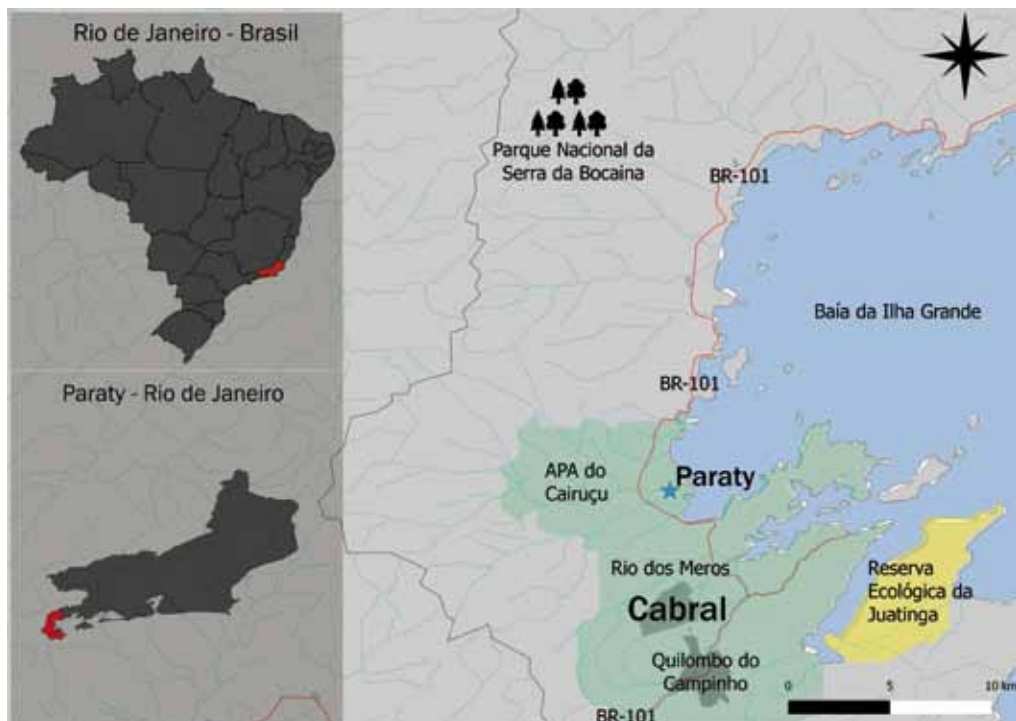 Rio de Janeiro - Brasil
Paraty - Rio de Janeiro
Parque Nacional da
Serra da Bocaina
BR-101
Baía da Ilha Grande
BR-101
APA do
Cairuçu
Paraty
Rio dos Meros
Cabral
Reserva
Ecológica da
Juatinga
Quilombo do
Campinho
BR-101
0 5 10 km